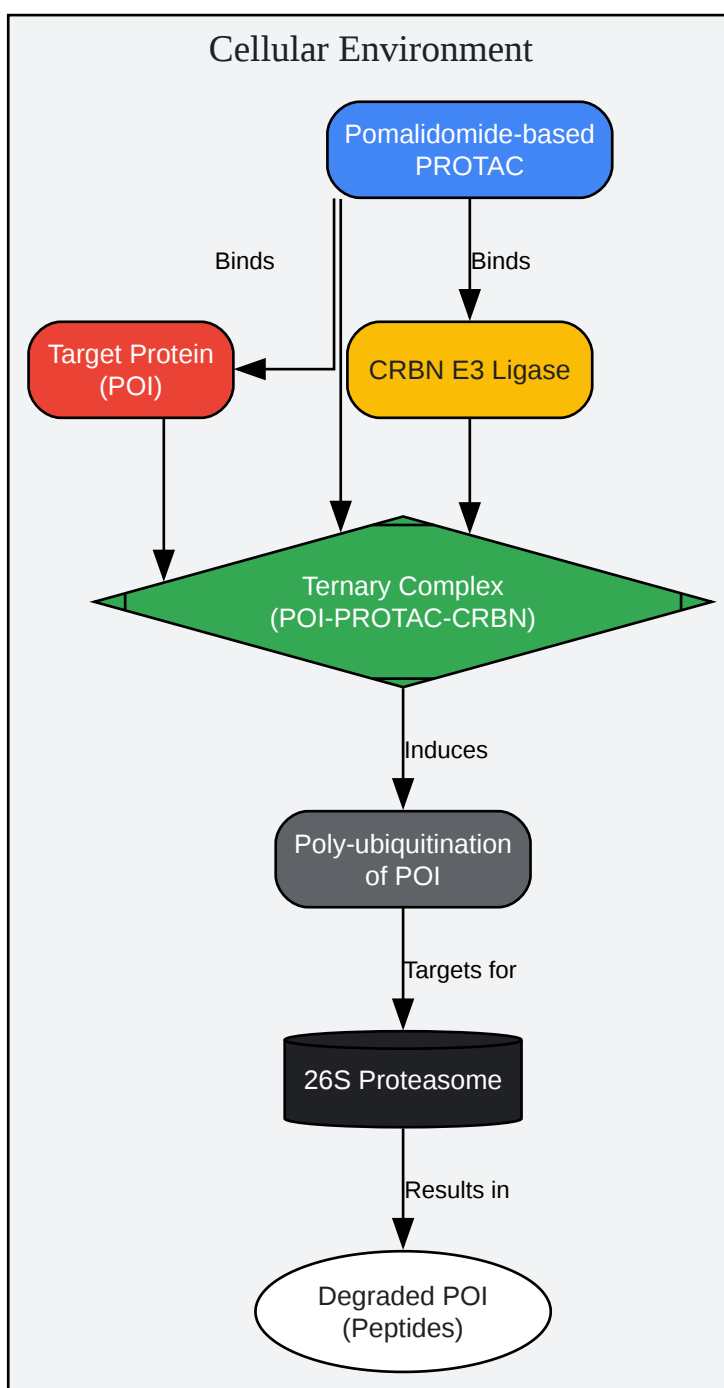 Cellular Environment
Pomalidomide-based
PROTAC
Binds
Binds
Target Protein
(POI)
CRBN E3 Ligase
Ternary Complex
(POI-PROTAC-CRBN)
Induces
Poly-ubiquitination
of POI
Targets for
26S Proteasome
Results in
Degraded POI
(Peptides)